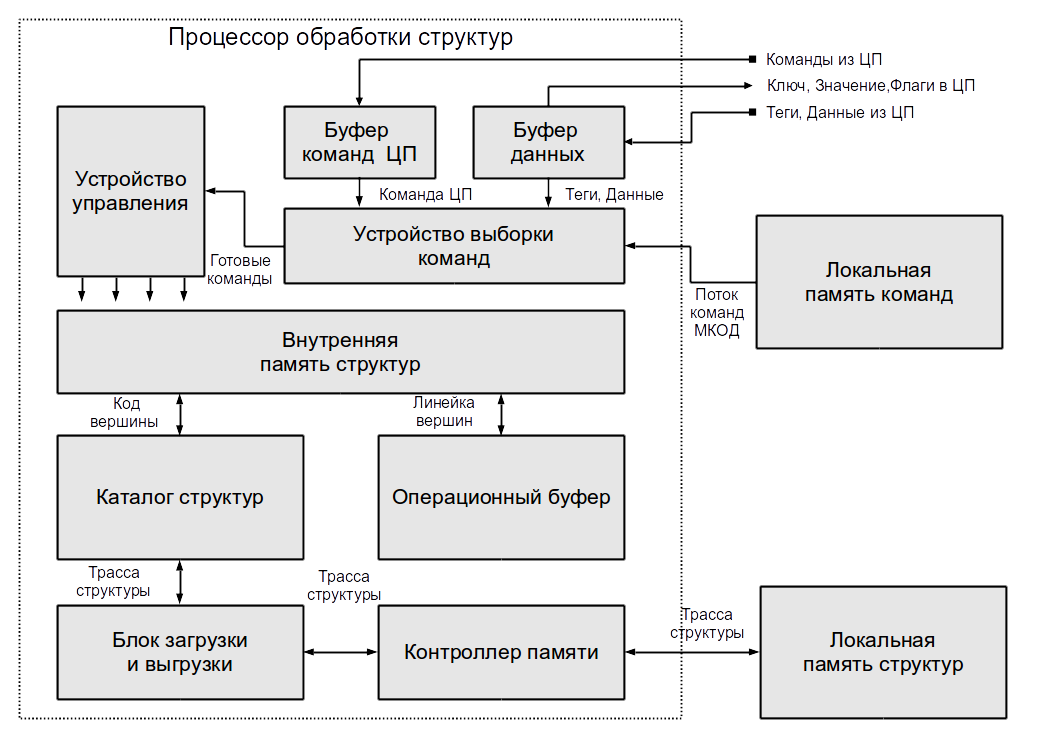 Процессор обработки структур
Команды из ЦП
Ключ, Значение,Флаги в ЦП
Теги, Данные из ЦП
Буфер
команд ЦП
Буфер
данных
Устройство
управления
Команда ЦП
Теги, Данные
Устройство выборки
команд
Готовые
команды
Локальная
память команд
Поток
команд
МКОД
Внутренняя
память структур
Код
вершины
Линейка
вершин
Каталог структур
Операционный буфер
Трасса
структуры
Трасса
структуры
Трасса
структуры
Блок загрузки
и выгрузки
Контроллер памяти
Локальная
память структур